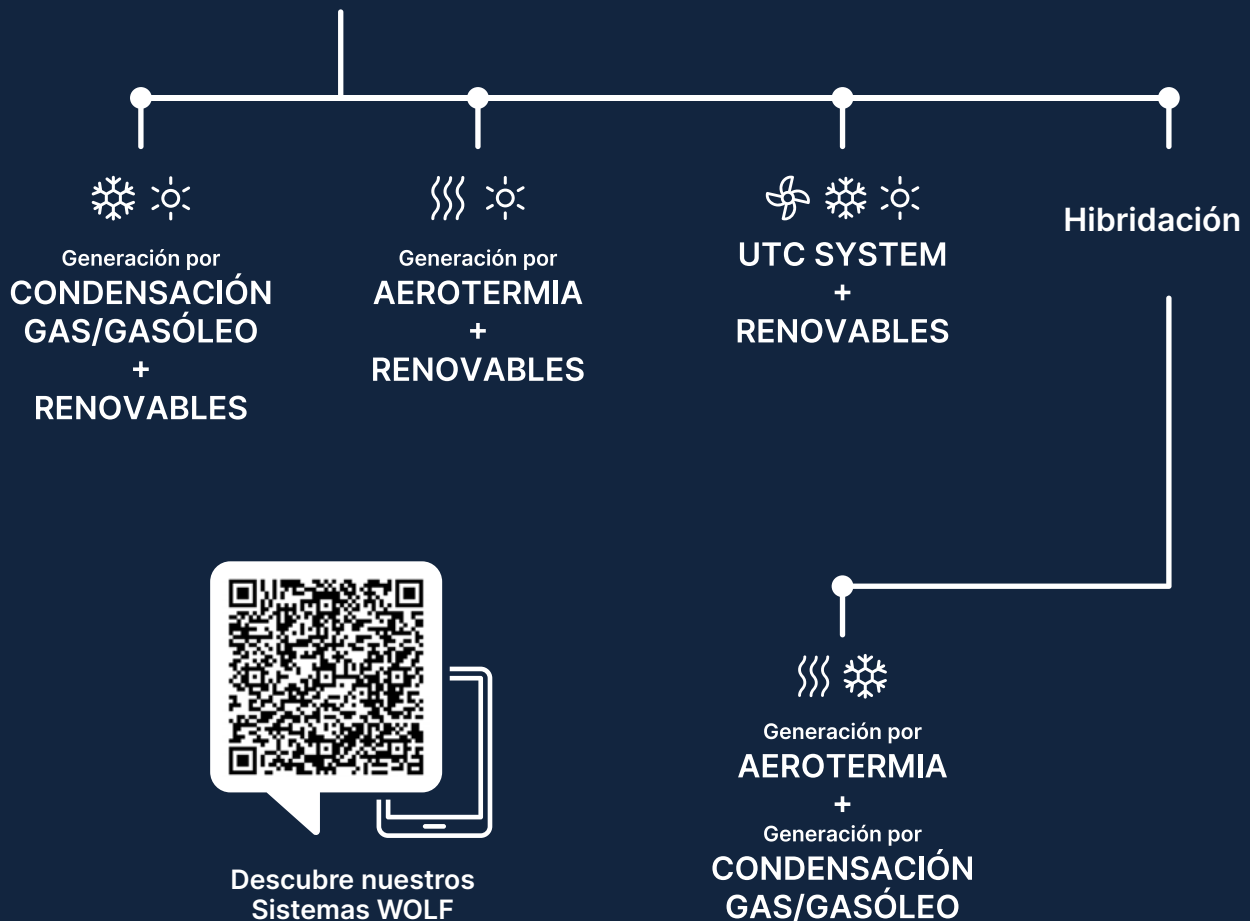 Generación por
CONDENSACIÓN
GAS/GASÓLEO
+
RENOVABLES
Generación por
AEROTERMIA
+
RENOVABLES
UTC SYSTEM
+
RENOVABLES
Hibridación
Generación por
AEROTERMIA
+
Generación por
CONDENSACIÓN
GAS/GASÓLEO
Descubre nuestros
Sistemas WOLF